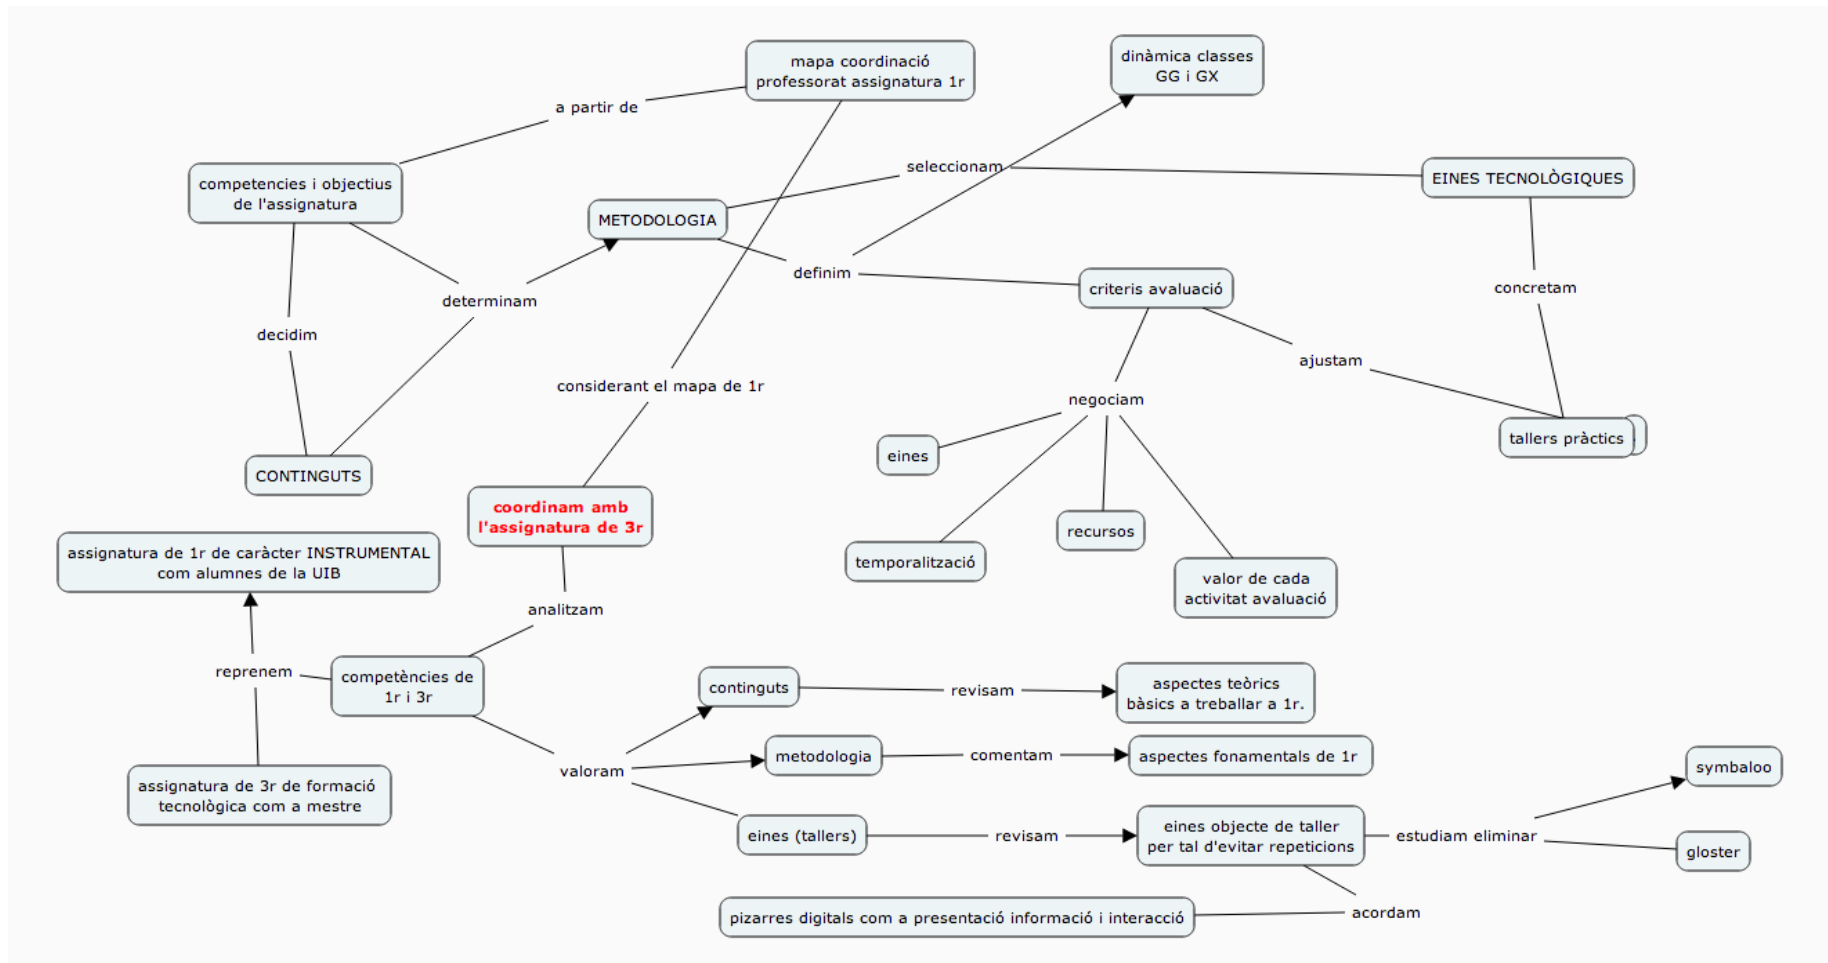 mapa coordinació
professorat assignatura 1r
dinàmica classes
GG i GX
a partir de
seleccionam
EINES TECNOLÒGIQUES
competencies i objectius
de l'assignatura
METODOLOGIA
definim
criteris avaluació
concretam
determinam
decidim
ajustam
considerant el mapa de 1r
negociam
tallers pràctics
eines
CONTINGUTS
coordinam amb
l'assignatura de 3r
recursos
assignatura de 1r de caràcter INSTRUMENTAL
com alumnes de la UIB
temporalització
valor de cada
activitat avaluació
analitzam
reprenem
competències de
1r i 3r
continguts
revisam
aspectes teòrics
bàsics a treballar a 1r.
valoram
metodologia
comentam
aspectes fonamentals de 1r
symbaloo
assignatura de 3r de formació
tecnològica com a mestre
eines (tallers)
revisam
eines objecte de taller
per tal d'evitar repeticions
estudiam eliminar
gloster
pizarres digitals com a presentació informació i interacció
acordam